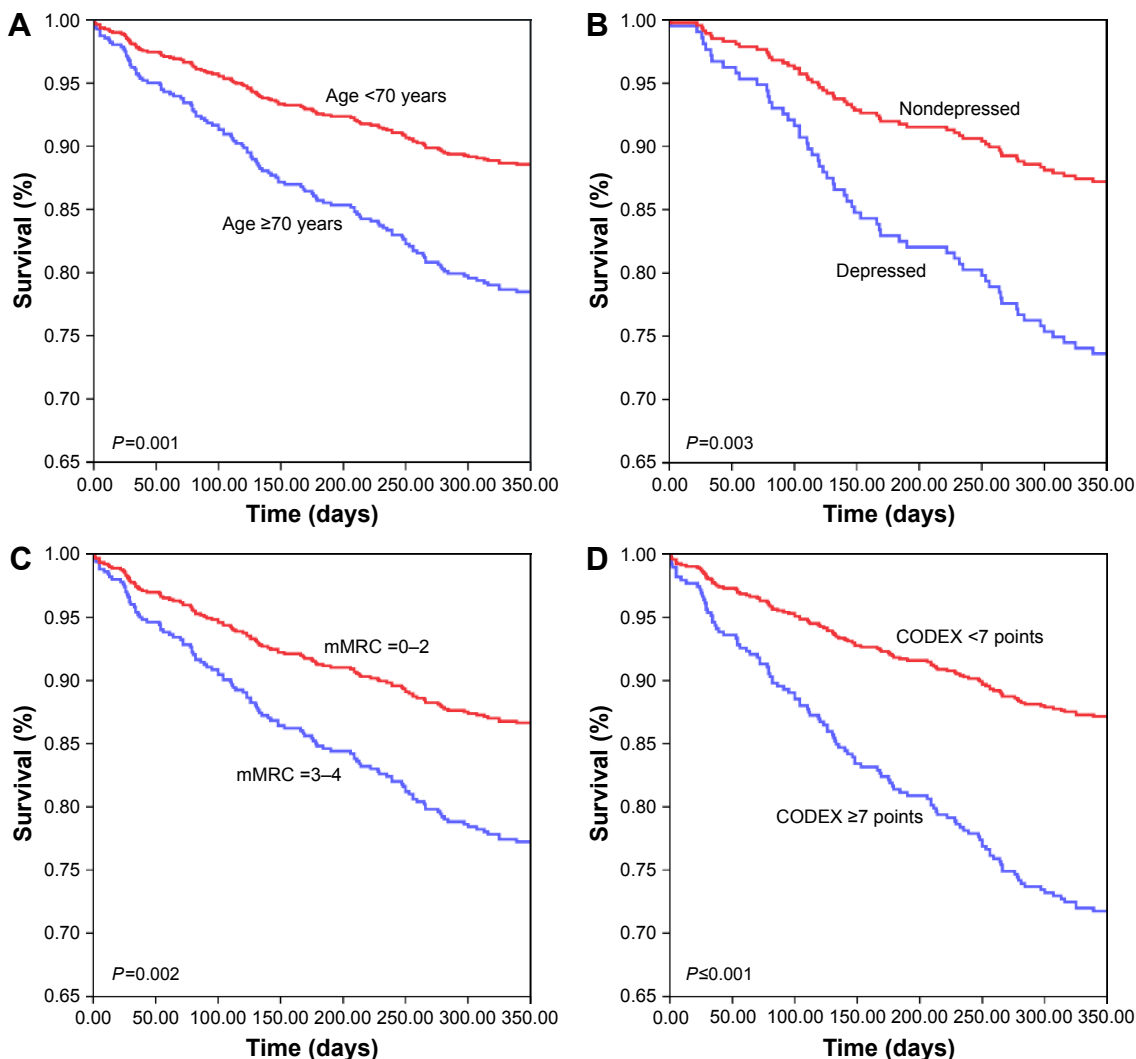 A
1.00
0.95
0.90
0.85
0.80
0.75
0.70
0.65
Survival (%)
Age <70 years
Age ≥70 years
P=0.001
0.00 50.00 100.00 150.00 200.00 250.00 300.00 350.00
Time (days)
B
1.00
0.95
0.90
0.85
0.80
0.75
0.70
0.65
Survival (%)
Nondepressed
Depressed
P=0.003
0.00 50.00 100.00 150.00 200.00 250.00 300.00 350.00
Time (days)
C
1.00
0.95
0.90
0.85
0.80
0.75
0.70
0.65
Survival (%)
mMRC =0–2
mMRC =3–4
P=0.002
0.00 50.00 100.00 150.00 200.00 250.00 300.00 350.00
Time (days)
D
1.00
0.95
0.90
0.85
0.80
0.75
0.70
0.65
Survival (%)
CODEX <7 points
CODEX ≥7 points
P≤0.001
0.00 50.00 100.00 150.00 200.00 250.00 300.00 350.00
Time (days)